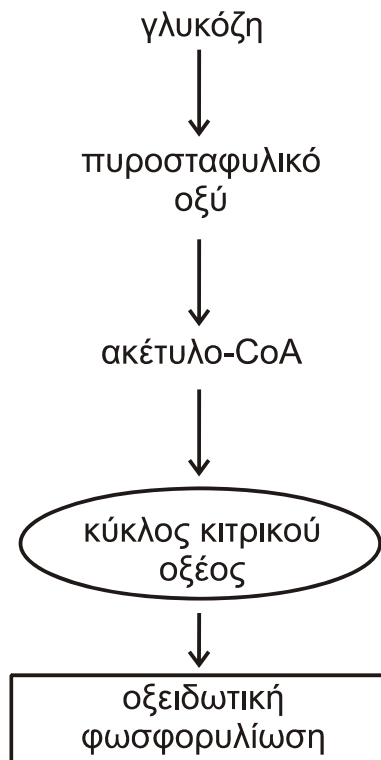 γλυκόζη
πυροσταφυλικό
οξύ
ακέτυλο-CoA
κύκλος κιτρικού
οξέος
οξειδωτική
φωσφορυλίωση